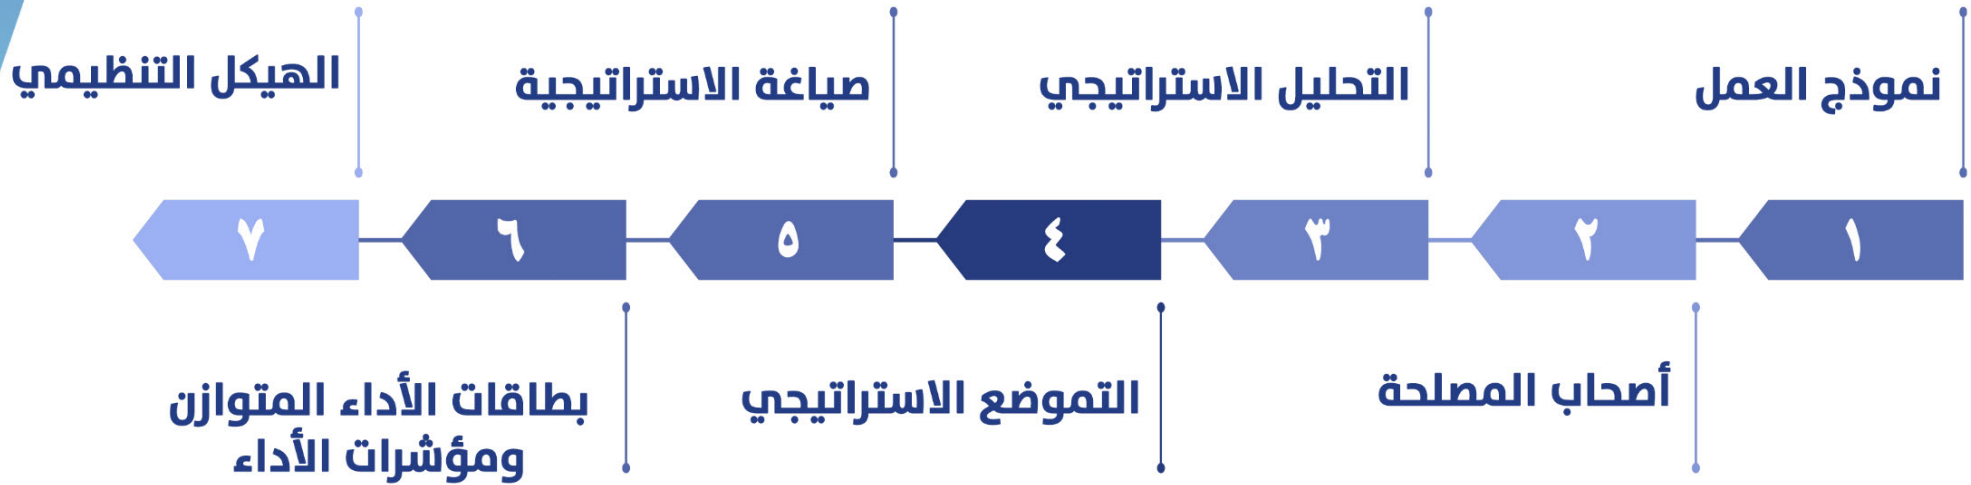 نموذج العمل
التحليل الاستراتيجي
صياغة الاستراتيجية
الهيكل التنظيمي
١
٢
٣
٤
٥
٦
٧
أصحاب المصلحة
التموضع الاستراتيجي
بطاقات الأداء المتوازن
ومؤشرات الأداء